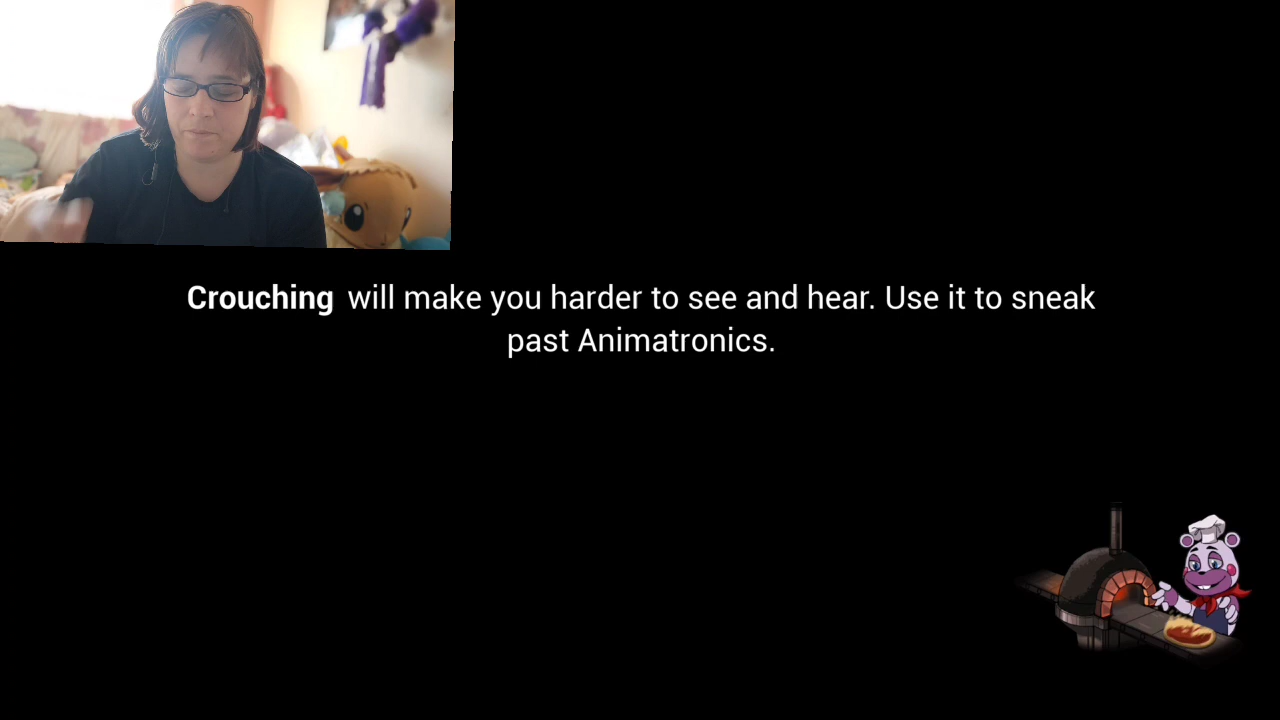 Crouching will make you harder to see and hear. Use it to sneak
past Animatronics.